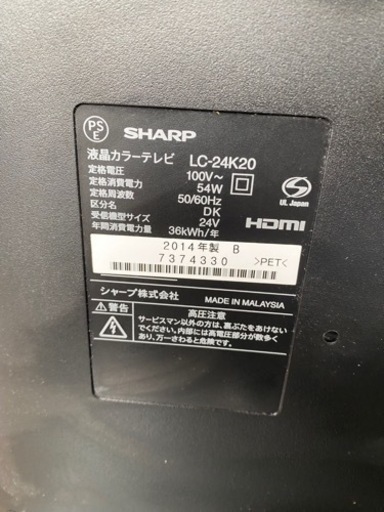 PS
E
SHARP
液晶カラーテレビ LC-24K20
定格電圧 100V~
定格消費電力 54W
定格周波数 50/60Hz
区分名 DK
受信機型サイズ 24V
年間消費電力量 36kWh/年
S
UL Japan
HDMI
2014年製 B
7374330 >PET<
シャープ株式会社 MADE IN MALAYSIA
警告
高圧注意
サービスマン以外の方は、裏ぶたをあけないでください。内部には高電圧部分が数多くあり、万一さわると危険です。